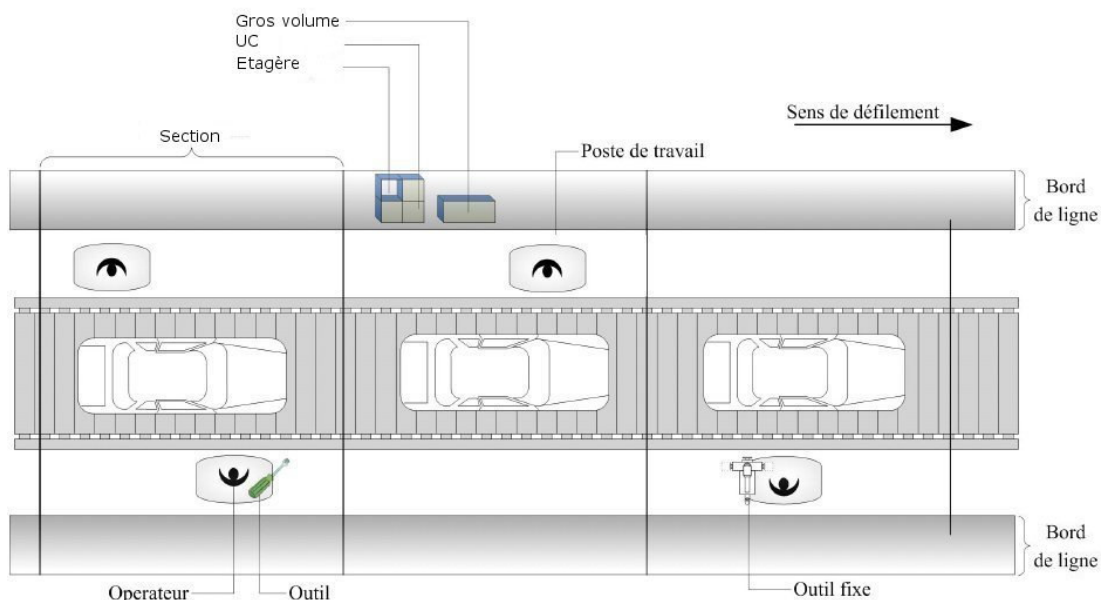 Gros volume
UC
Etagère
Sens de défilement
Section
Poste de travail
Bord
de ligne
Bord
de ligne
Operateur
Outil
Outil fixe